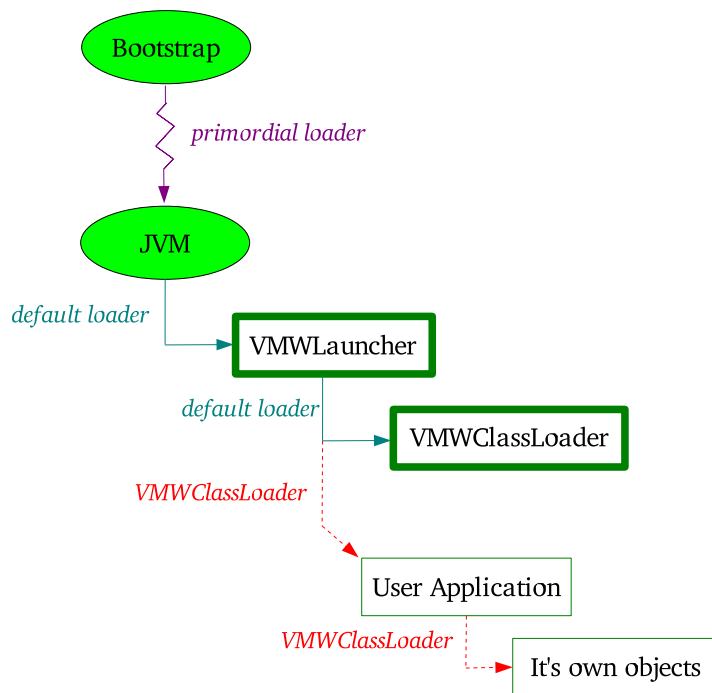 Bootstrap
primordial loader
JVM
default loader
VMWLauncher
default loader
VMWClassLoader
VMWClassLoader
User Application
VMWClassLoader
It's own objects